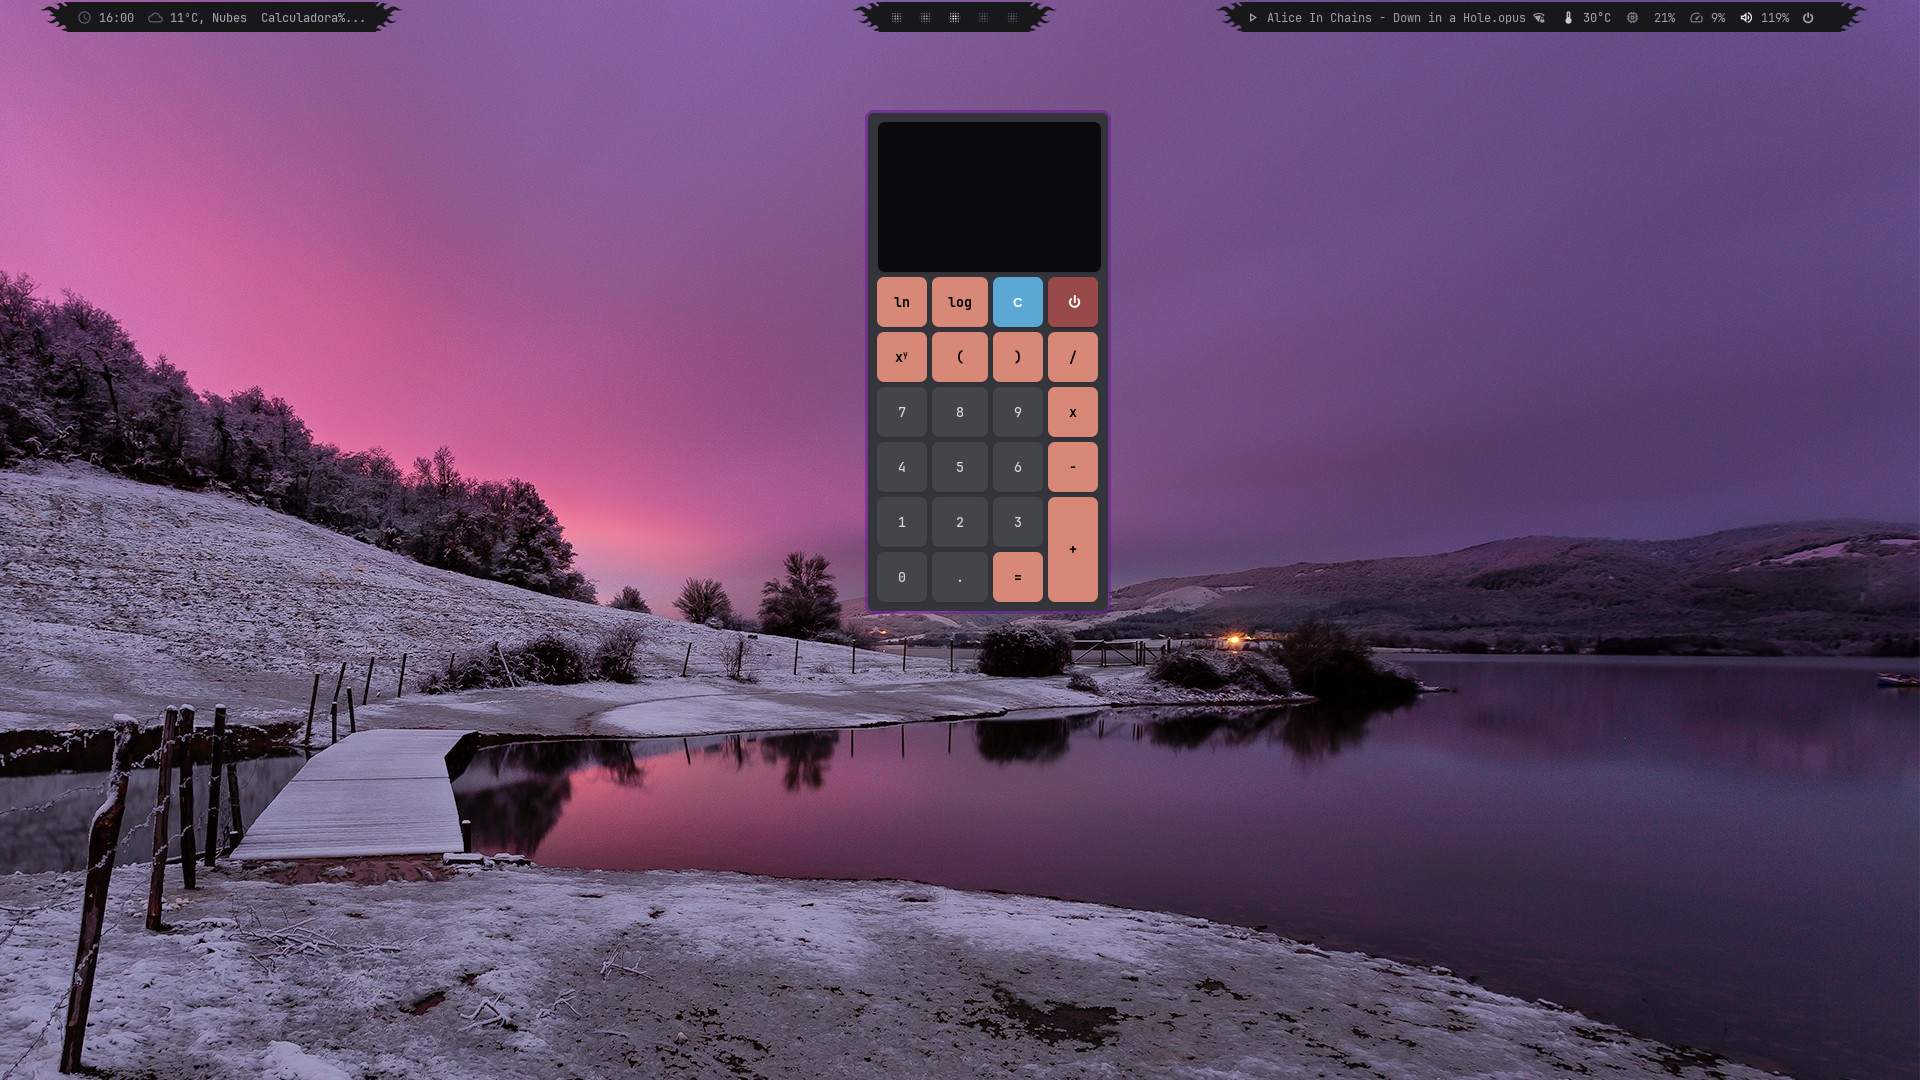 16:00 11°C, Nubes Calculadora%...
Alice In Chains - Down in a Hole.opus 30°C 21% 9% 119%
ln log C
xʸ ( ) /
7 8 9 x
4 5 6 -
1 2 3
+
0 . =